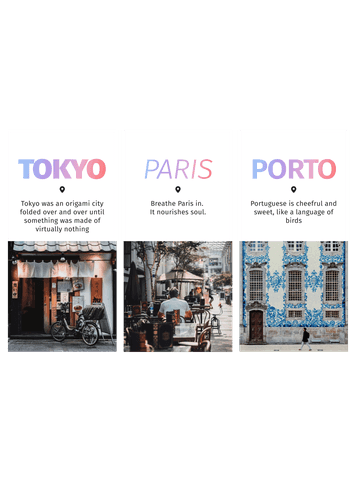 TOKYO
Tokyo was an origami city
folded over and over until
something was made of
virtually nothing
PARIS
Breathe Paris in.
It nourishes soul.
PORTO
Portuguese is cheefrul and
sweet, like a language of
birds